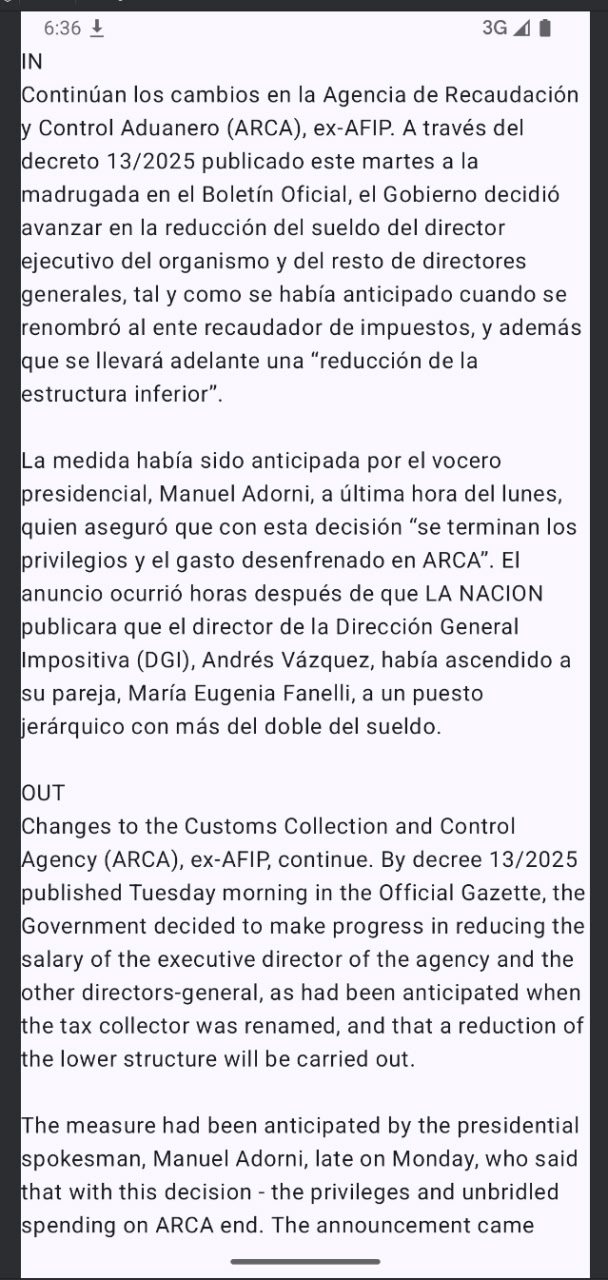 6:36
3G
IN
Continúan los cambios en la Agencia de Recaudación
y Control Aduanero (ARCA), ex-AFIP. A través del
decreto 13/2025 publicado este martes a la
madrugada en el Boletín Oficial, el Gobierno decidió
avanzar en la reducción del sueldo del director
ejecutivo del organismo y del resto de directores
generales, tal y como se había anticipado cuando se
renombró al ente recaudador de impuestos, y además
que se llevará adelante una “reducción de la
estructura inferior”.
La medida había sido anticipada por el vocero
presidencial, Manuel Adorni, a última hora del lunes,
quien aseguró que con esta decisión “se terminan los
privilegios y el gasto desenfrenado en ARCA”. El
anuncio ocurrió horas después de que LA NACION
publicara que el director de la Dirección General
Impositiva (DGI), Andrés Vázquez, había ascendido a
su pareja, María Eugenia Fanelli, a un puesto
jerárquico con más del doble del sueldo.
OUT
Changes to the Customs Collection and Control
Agency (ARCA), ex-AFIP, continue. By decree 13/2025
published Tuesday morning in the Official Gazette, the
Government decided to make progress in reducing the
salary of the executive director of the agency and the
other directors-general, as had been anticipated when
the tax collector was renamed, and that a reduction of
the lower structure will be carried out.
The measure had been anticipated by the presidential
spokesman, Manuel Adorni, late on Monday, who said
that with this decision - the privileges and unbridled
spending on ARCA end. The announcement came